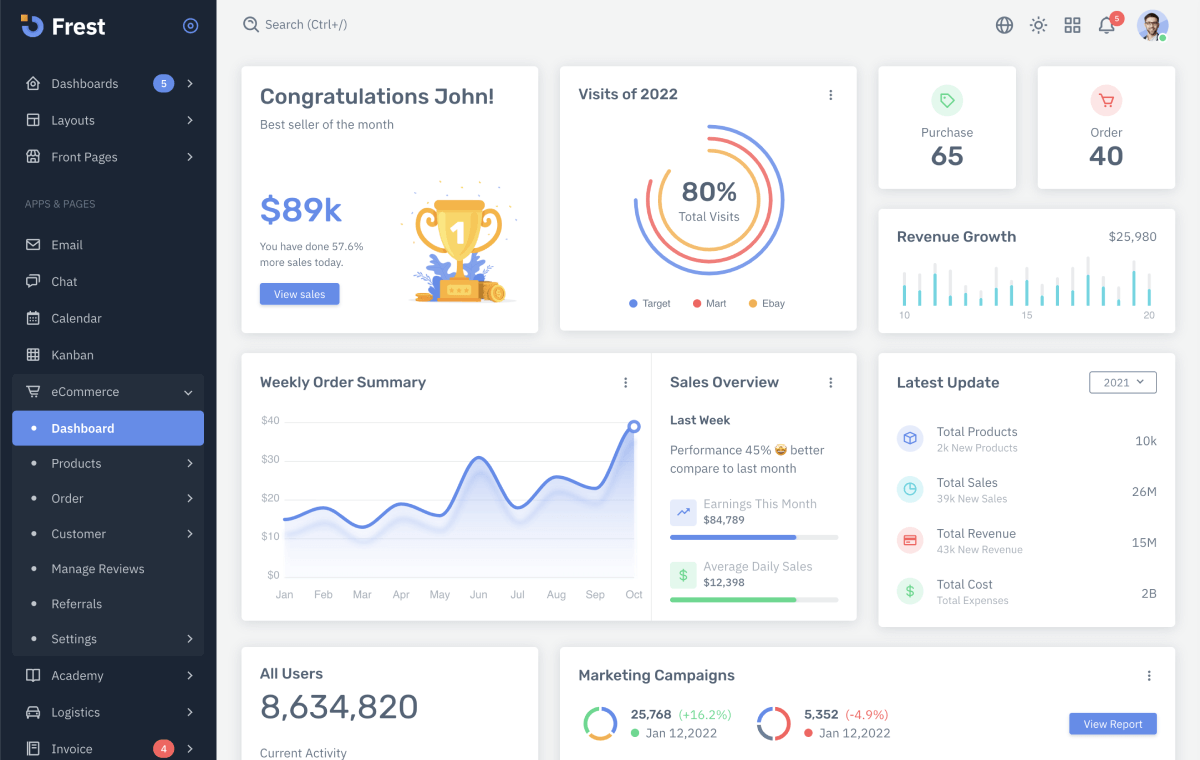 Frest
Dashboards 5
Layouts
Front Pages
APPS & PAGES
Email
Chat
Calendar
Kanban
eCommerce
Dashboard
Products
Order
Customer
Manage Reviews
Referrals
Settings
Academy
Logistics
Invoice 4
Search (Ctrl+/)
5
Congratulations John!
Best seller of the month
$89k
You have done 57.6%
more sales today.
View sales
1
Visits of 2022
80%
Total Visits
Target Mart Ebay
Purchase
65
Order
40
Revenue Growth $25,980
10 15 20
Weekly Order Summary
$40
$30
$20
$10
$0
Jan Feb Mar Apr May Jun Jul Aug Sep Oct
Sales Overview
Last Week
Performance 45% 🤩 better
compare to last month
Earnings This Month
$84,789
$
Average Daily Sales
$12,398
Latest Update 2021
Total Products
2k New Products
10k
Total Sales
39k New Sales
26M
Total Revenue
43k New Revenue
15M
$
Total Cost
Total Expenses
2B
All Users
8,634,820
Current Activity
Marketing Campaigns
25,768 (+16.2%)
Jan 12,2022
5,352 (-4.9%)
Jan 12,2022
View Report